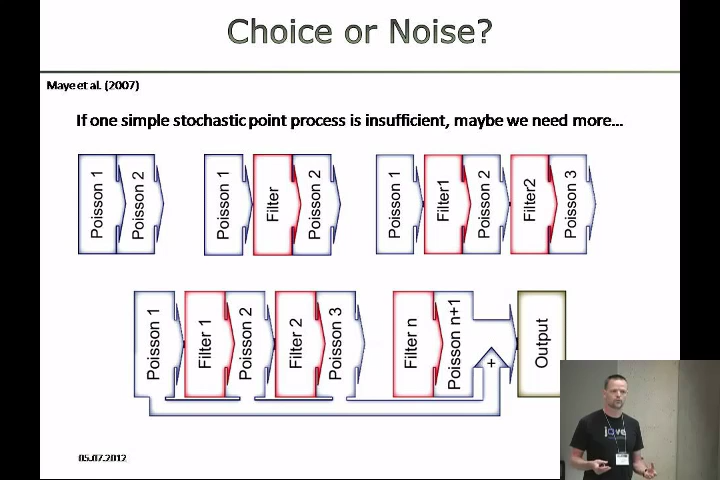 Choice or Noise?
Maye et al. (2007)
If one simple stochastic point process is insufficient, maybe we need more...
Poisson 1
Poisson 2
Poisson 1
Filter
Poisson 2
Poisson 1
Filter1
Poisson 2
Filter2
Poisson 3
Poisson 1
Filter 1
Poisson 2
Filter 2
Poisson 3
Filter n
Poisson n+1
+
Output
05.07.2012
jove